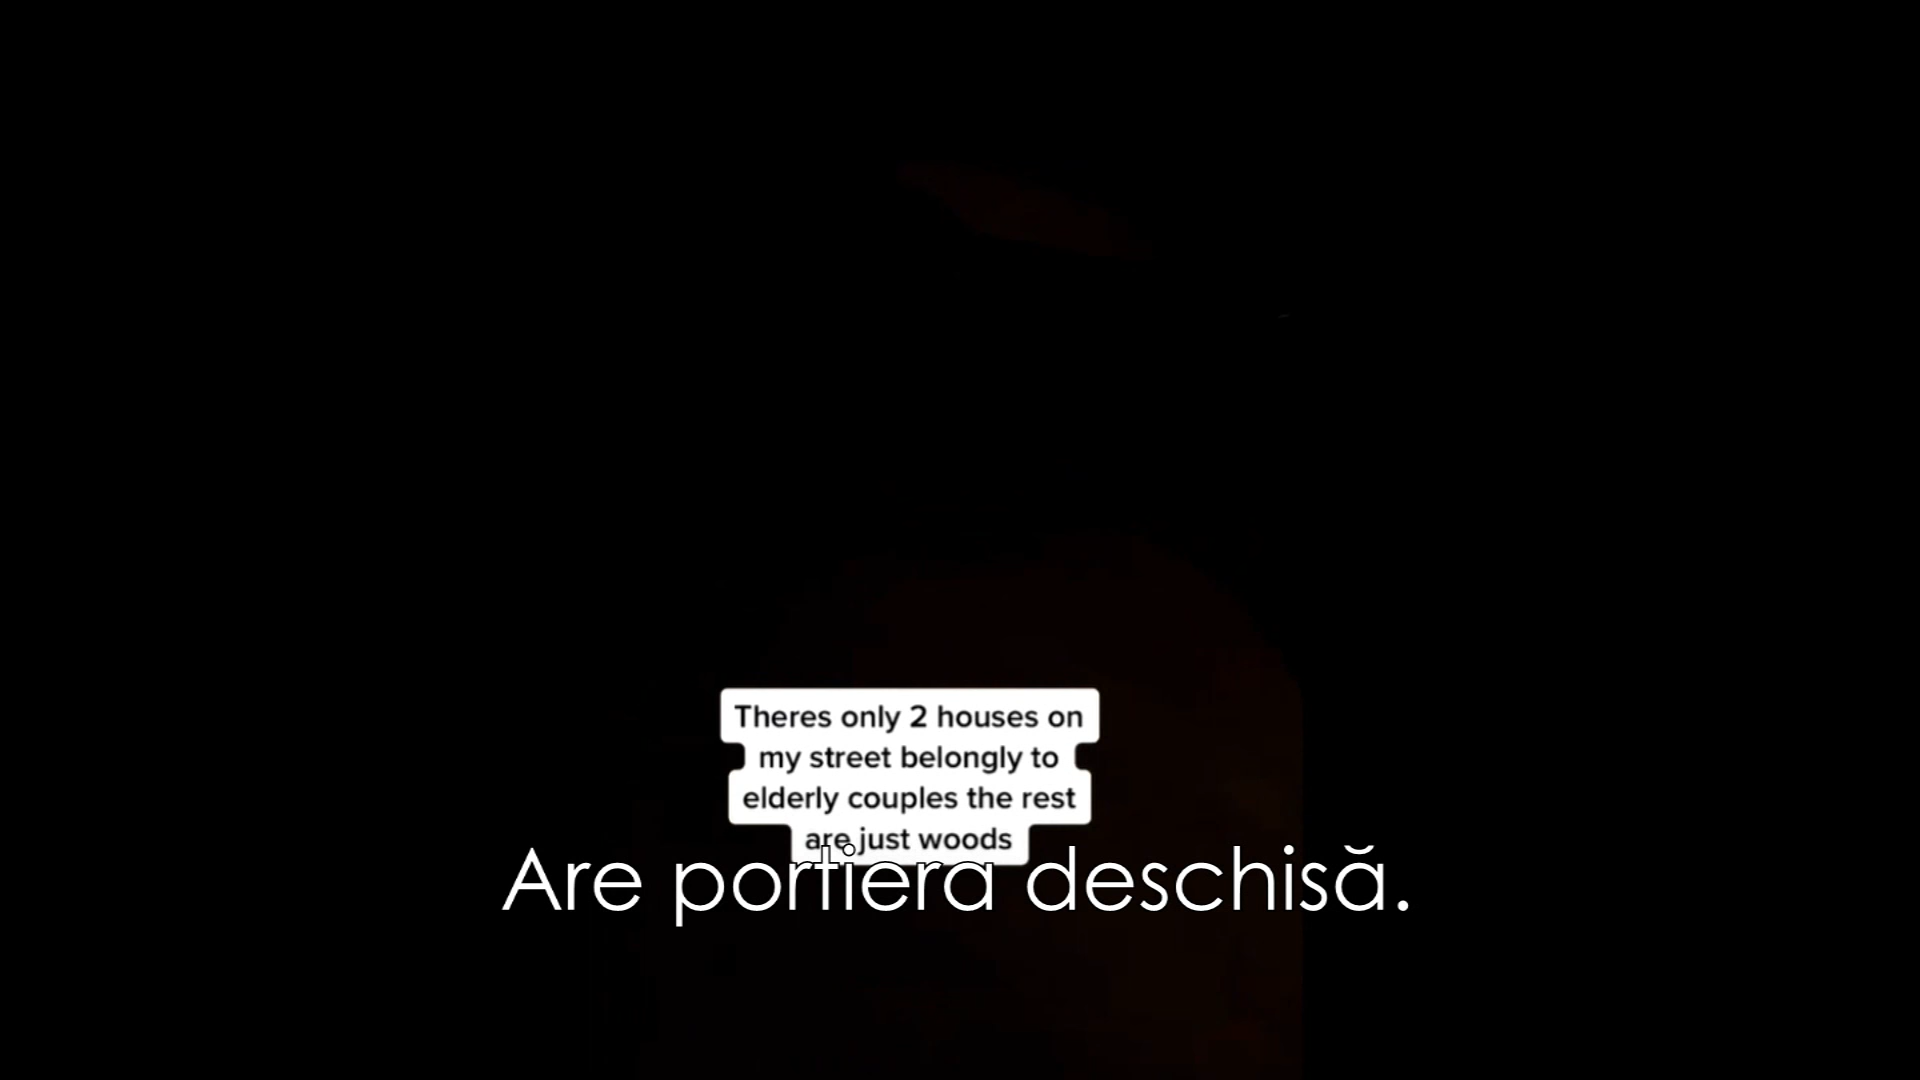 Theres only 2 houses on
my street belongly to
elderly couples the rest
are just woods
Are portiera deschisă.